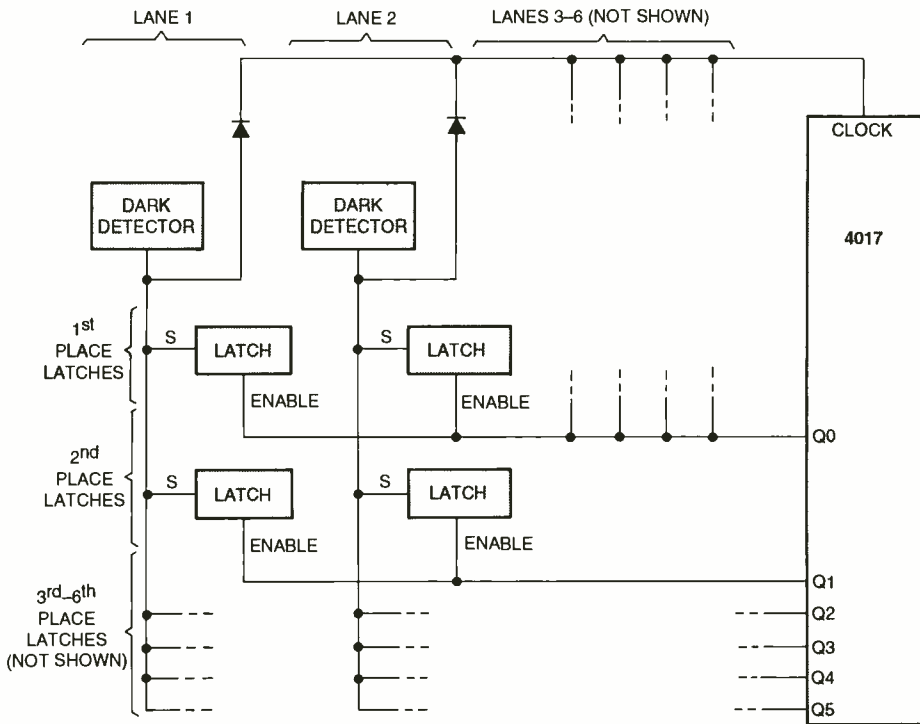 LANE 1
LANE 2
LANES 3–6 (NOT SHOWN)
CLOCK
4017
DARK
DETECTOR
DARK
DETECTOR
1st
PLACE
LATCHES
S
LATCH
ENABLE
S
LATCH
ENABLE
Q0
2nd
PLACE
LATCHES
S
LATCH
ENABLE
S
LATCH
ENABLE
Q1
3rd–6th
PLACE
LATCHES
(NOT SHOWN)
Q2
Q3
Q4
Q5